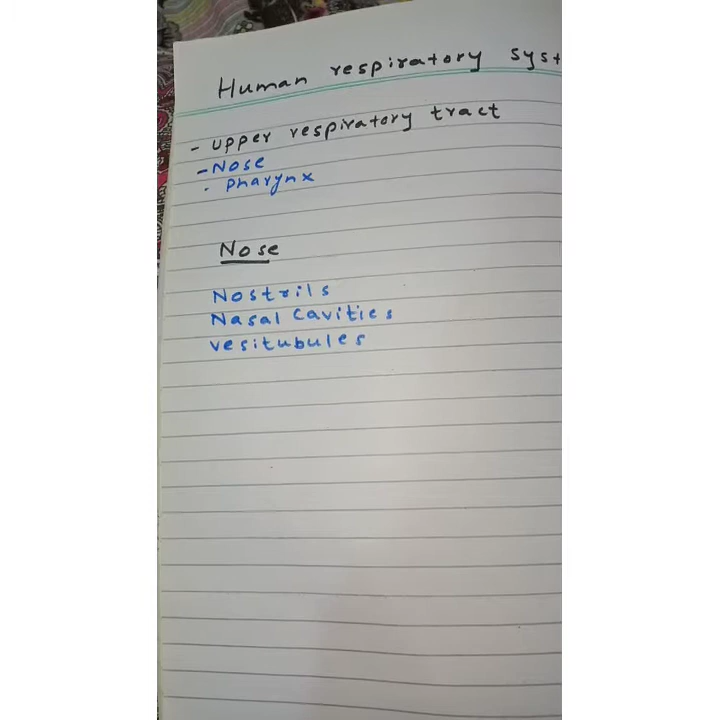 Human respiratory syst
- upper respiratory tract
- Nose
. pharynx
Nose
Nostrils
Nasal Cavities
vesitubules